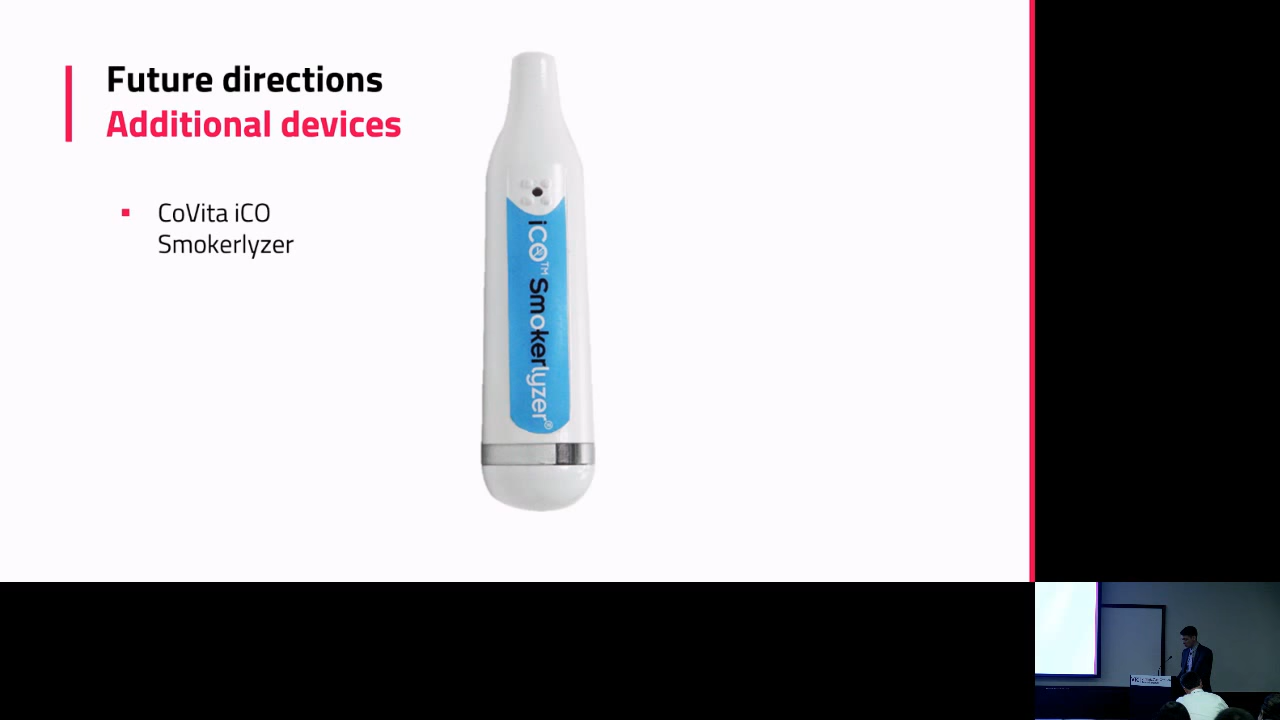 Future directions
Additional devices
▪ CoVita iCO
Smokerlyzer
iCO™ Smokerlyzer®